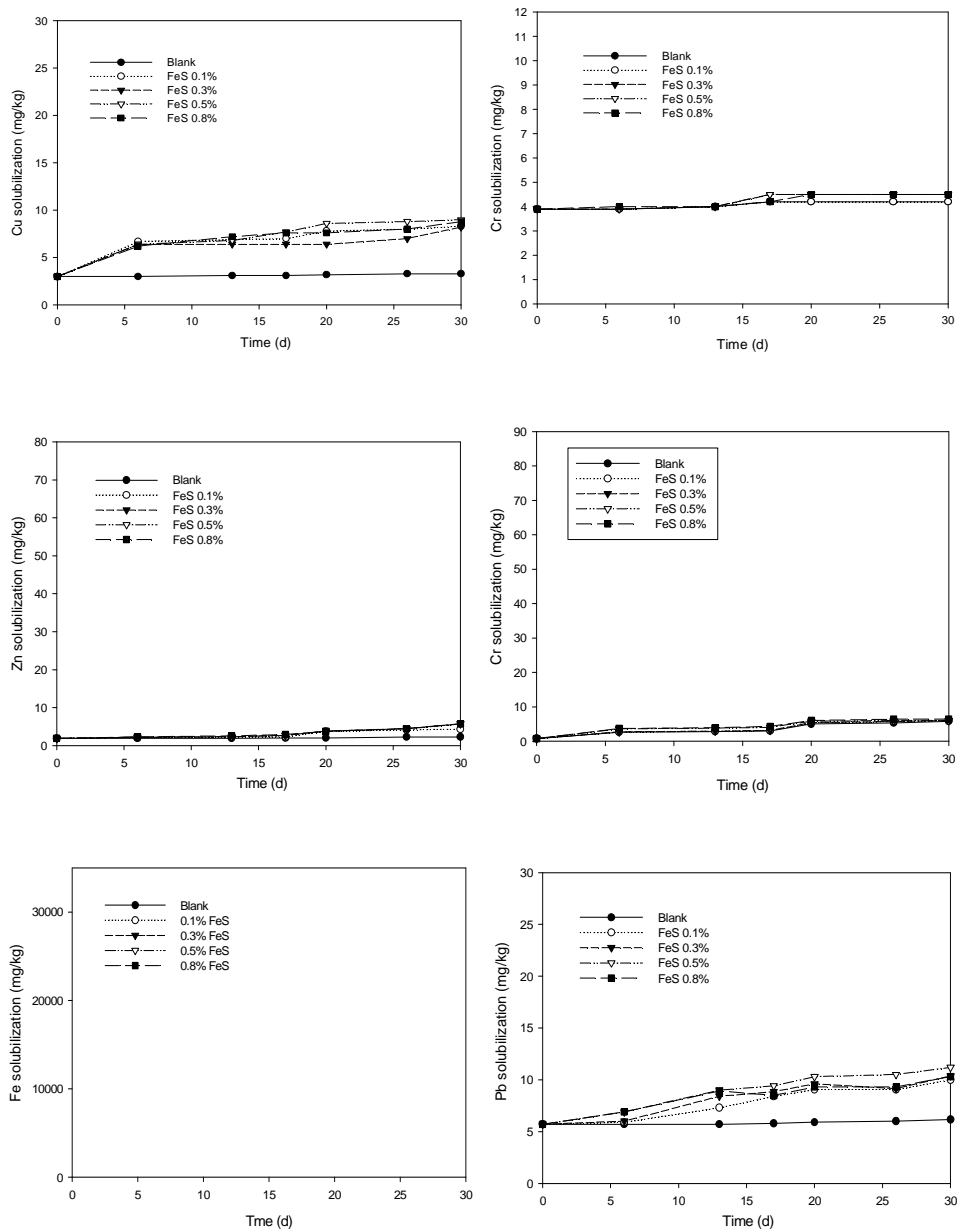 Cu solubilization (mg/kg)
30
25
20
15
10
5
0
Blank
FeS 0.1%
FeS 0.3%
FeS 0.5%
FeS 0.8%
0 5 10 15 20 25 30
Time (d)
Cr solubilization (mg/kg)
12
11
10
9
8
7
6
5
4
3
2
1
0
Blank
FeS 0.1%
FeS 0.3%
FeS 0.5%
FeS 0.8%
0 5 10 15 20 25 30
Time (d)
Zn solubilization (mg/kg)
80
70
60
50
40
30
20
10
0
Blank
FeS 0.1%
FeS 0.3%
FeS 0.5%
FeS 0.8%
0 5 10 15 20 25 30
Time (d)
Cr solubilization (mg/kg)
90
80
70
60
50
40
30
20
10
0
Blank
FeS 0.1%
FeS 0.3%
FeS 0.5%
FeS 0.8%
0 5 10 15 20 25 30
Time (d)
Fe solubilization (mg/kg)
30000
20000
10000
0
Blank
0.1% FeS
0.3% FeS
0.5% FeS
0.8% FeS
0 5 10 15 20 25 30
Tme (d)
Pb solubilization (mg/kg)
30
25
20
15
10
5
0
Blank
FeS 0.1%
FeS 0.3%
FeS 0.5%
FeS 0.8%
0 5 10 15 20 25 30
Time (d)